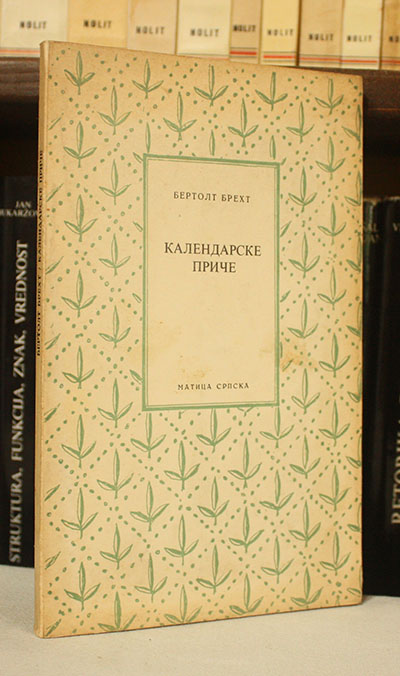 NOLIT
NOLIT
NOLIT
NOLIT
NOLIT
NOLIT
NOLIT
БЕРТОЛТ БРЕХТ
КАЛЕНДАРСКЕ
ПРИЧЕ
МАТИЦА СРПСКА
БЕРТОЛТ БРЕХТ / КАЛЕНДАРСКЕ ПРИЧЕ
JAN
STRUKTURA, FUNKCIJA, ZNAK, VREDNOST